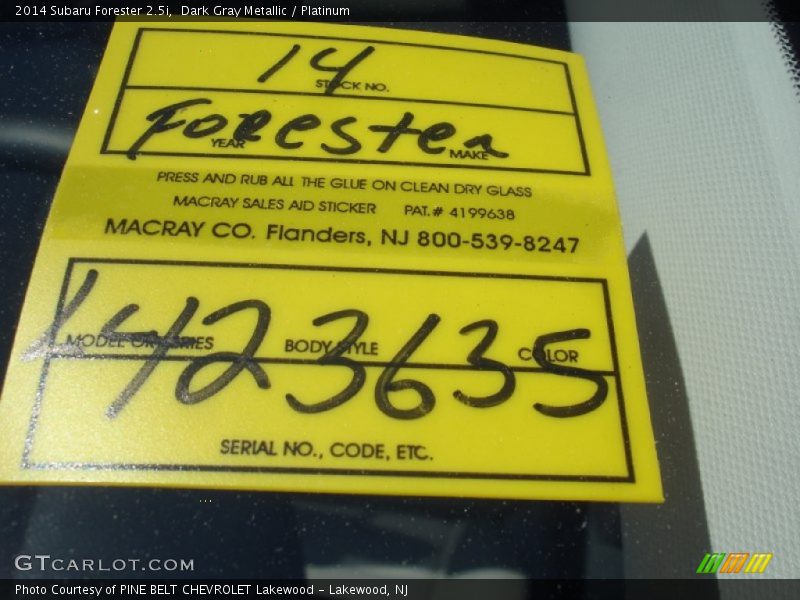 2014 Subaru Forester 2.5i,  Dark Gray Metallic / Platinum
14
STOCK NO.
Forester
YEAR MAKE
PRESS AND RUB ALL THE GLUE ON CLEAN DRY GLASS
MACRAY SALES AID STICKER PAT.# 4199638
MACRAY CO. Flanders, NJ 800-539-8247
1423635
MODEL OR SERIES BODY STYLE COLOR
SERIAL NO., CODE, ETC.
GTCARLOT.COM
Photo Courtesy of PINE BELT CHEVROLET Lakewood - Lakewood, NJ